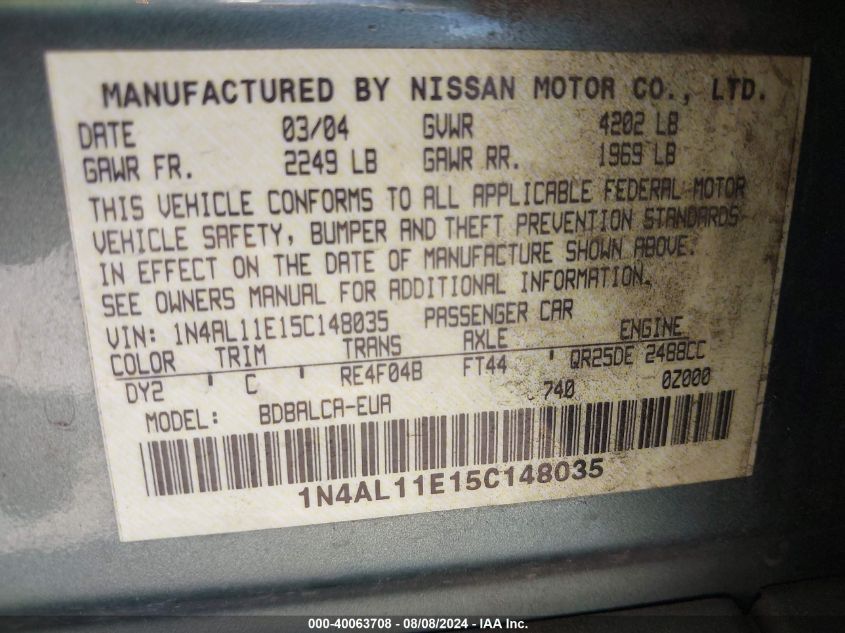 MANUFACTURED BY NISSAN MOTOR CO., LTD.
DATE 03/04 GVWR 4202 LB
GAWR FR. 2249 LB GAWR RR. 1969 LB
THIS VEHICLE CONFORMS TO ALL APPLICABLE FEDERAL MOTOR
VEHICLE SAFETY, BUMPER AND THEFT PREVENTION STANDARDS
IN EFFECT ON THE DATE OF MANUFACTURE SHOWN ABOVE.
SEE OWNERS MANUAL FOR ADDITIONAL INFORMATION.
VIN: 1N4AL11E15C148035 PASSENGER CAR
COLOR TRIM TRANS AXLE ENGINE
DY2 ' C ' RE4F04B FT44 ' QR25DE 2488CC
MODEL: BDBALCA-EUA 740 0Z000
1N4AL11E15C148035
000-40063708 - 08/08/2024 - IAA Inc.